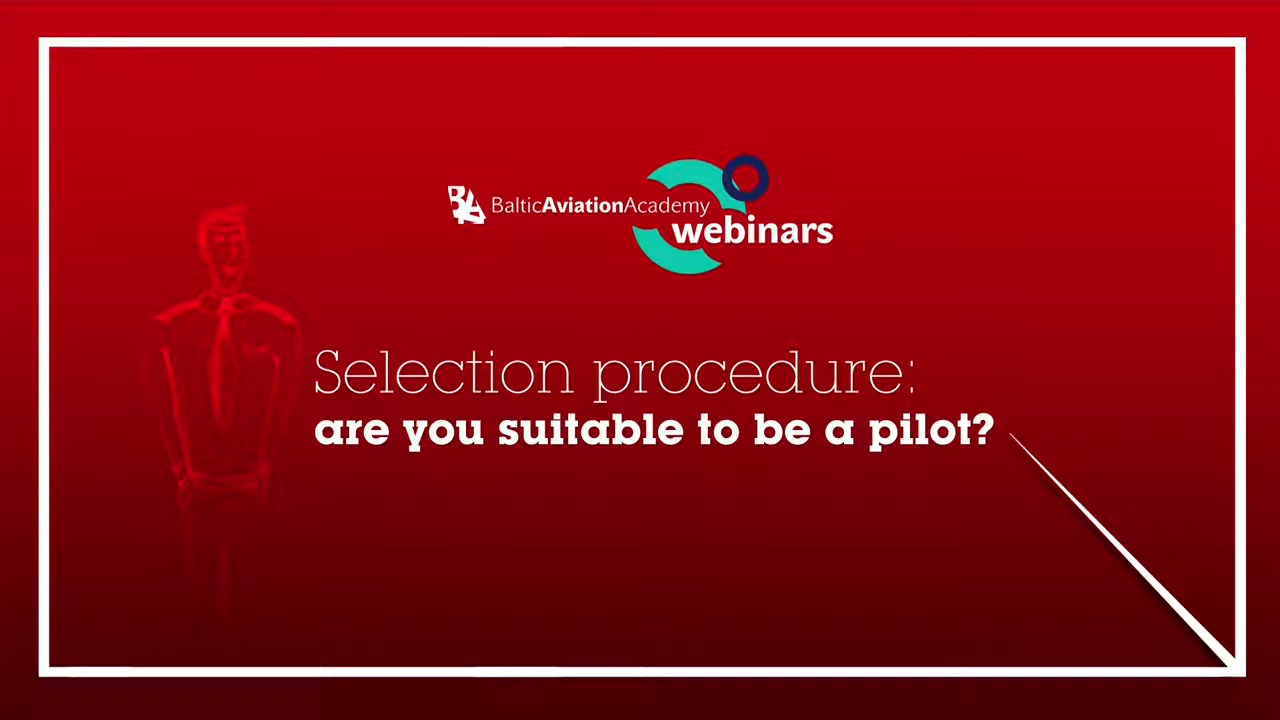 BalticAviationAcademy
webinars
Selection procedure:
are you suitable to be a pilot?